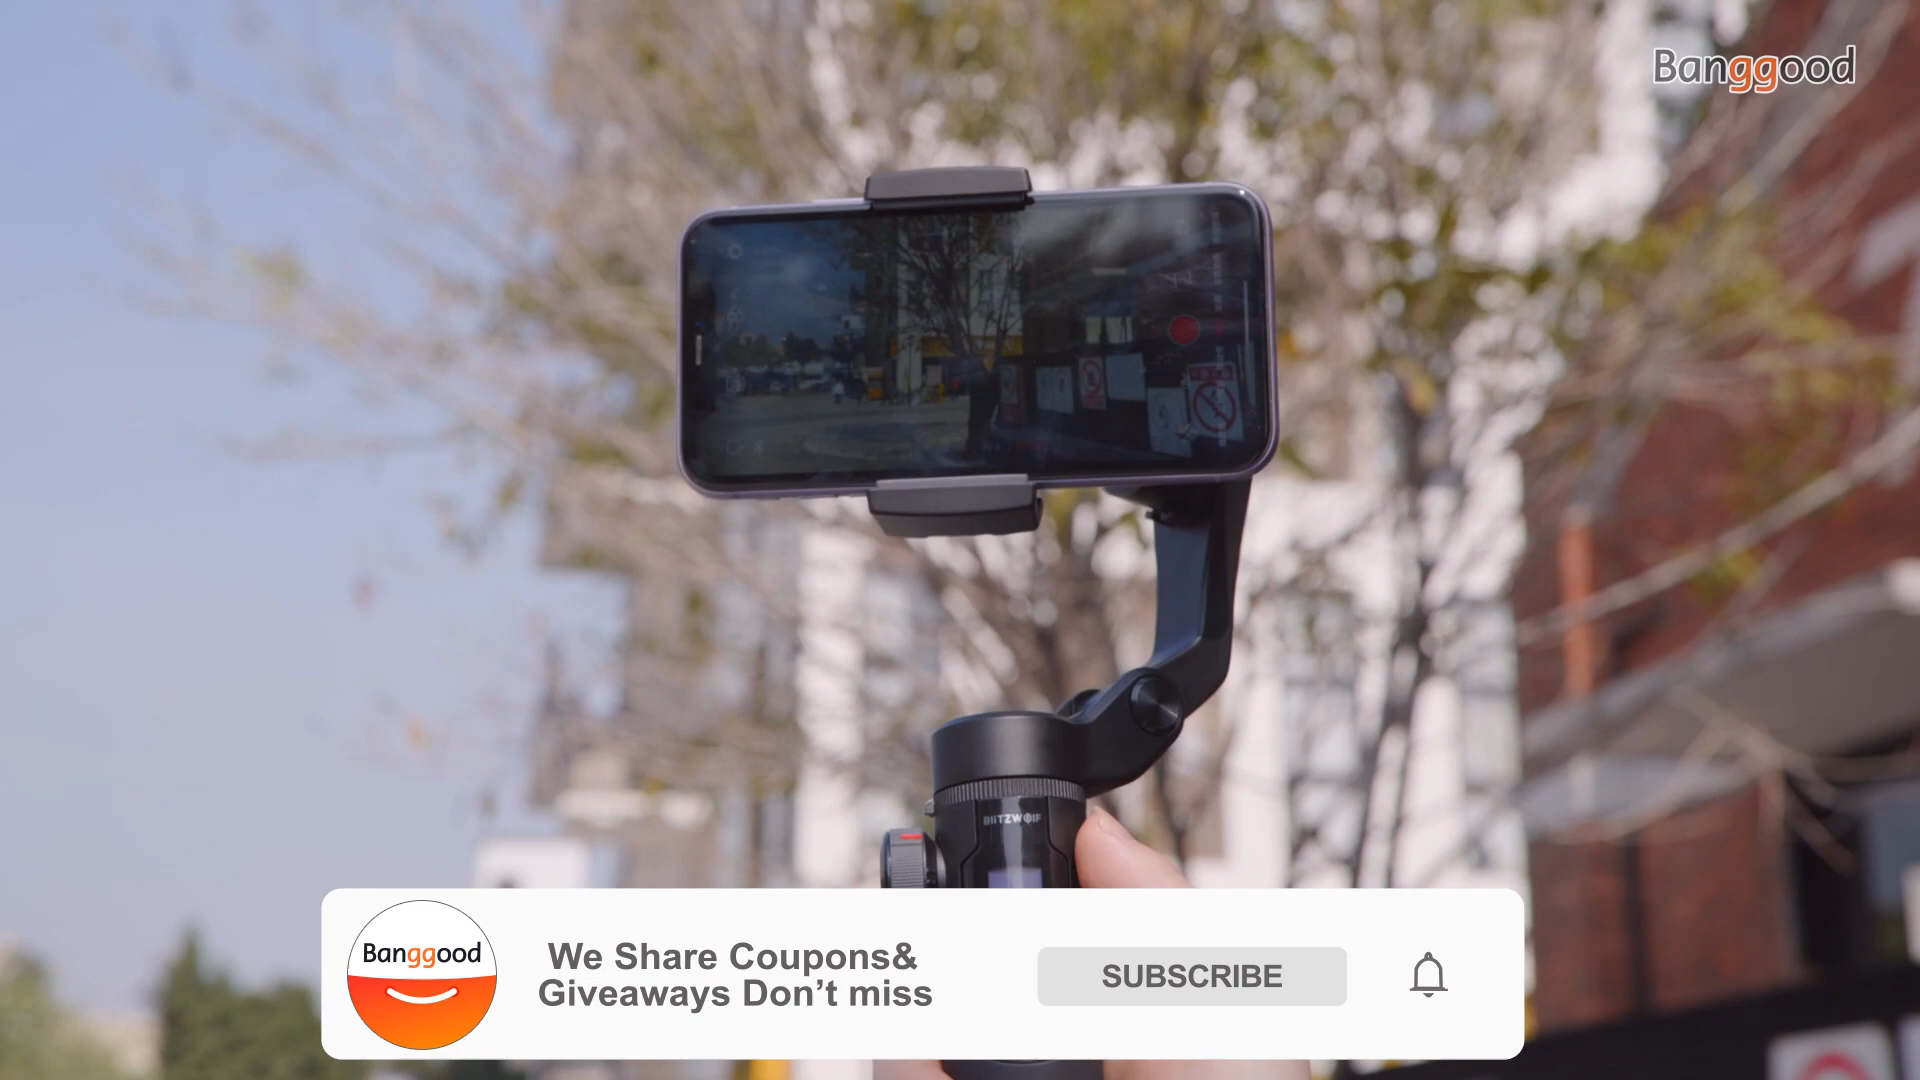 Banggood
BlITZWOlF
Banggood
We Share Coupons&
Giveaways Don’t miss
SUBSCRIBE